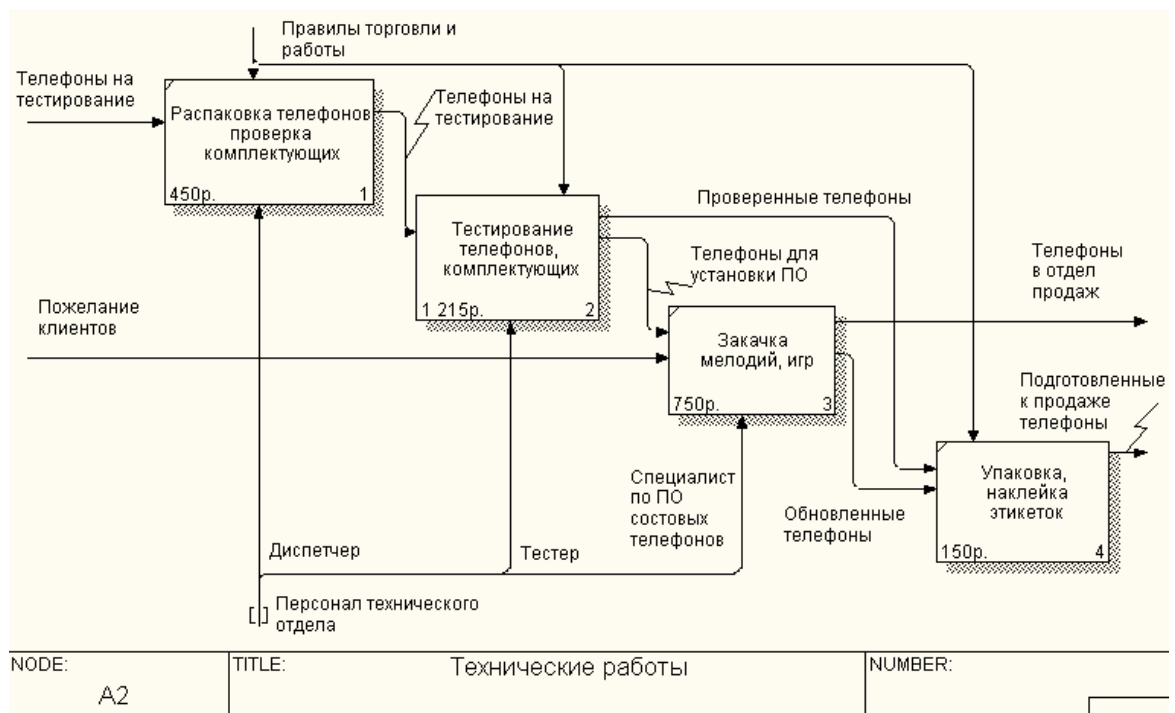 Правилы торговли и
работы
Телефоны на
тестирование
Распаковка телефонов
проверка
комплектующих
450р. 1
Телефоны на
тестирование
Проверенные телефоны
Тестирование
телефонов,
комплектующих
1 215р. 2
Телефоны для
установки ПО
Телефоны
в отдел
продаж
Пожелание
клиентов
Закачка
мелодий, игр
750р. 3
Подготовленные
к продаже
телефоны
Упаковка,
наклейка
этикеток
150р. 4
Специалист
по ПО
состовых
телефонов
Обновленные
телефоны
Диспетчер
Тестер
Персонал технического
отдела
NODE:
A2
TITLE:
Технические работы
NUMBER: